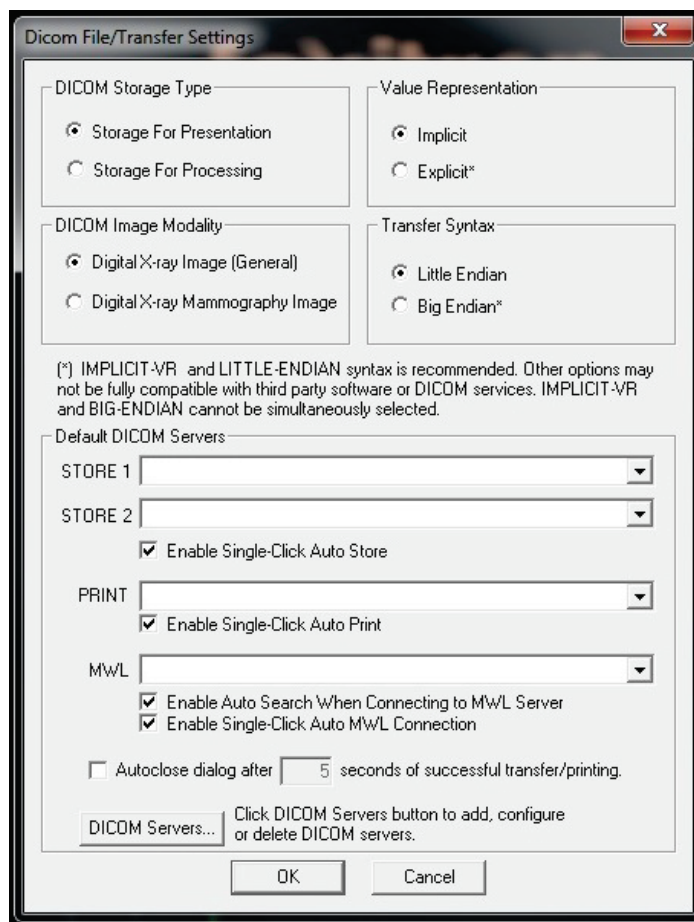 Dicom File/Transfer Settings
DICOM Storage Type
Storage For Presentation
Storage For Processing
Value Representation
Implicit
Explicit*
DICOM Image Modality
Digital X-ray Image (General)
Digital X-ray Mammography Image
Transfer Syntax
Little Endian
Big Endian*
(*) IMPLICIT-VR and LITTLE-ENDIAN syntax is recommended. Other options may
not be fully compatible with third party software or DICOM services. IMPLICIT-VR
and BIG-ENDIAN cannot be simultaneously selected.
Default DICOM Servers
STORE 1
STORE 2
Enable Single-Click Auto Store
PRINT
Enable Single-Click Auto Print
MWL
Enable Auto Search When Connecting to MWL Server
Enable Single-Click Auto MWL Connection
Autoclose dialog after 5 seconds of successful transfer/printing.
DICOM Servers...
Click DICOM Servers button to add, configure
or delete DICOM servers.
OK
Cancel